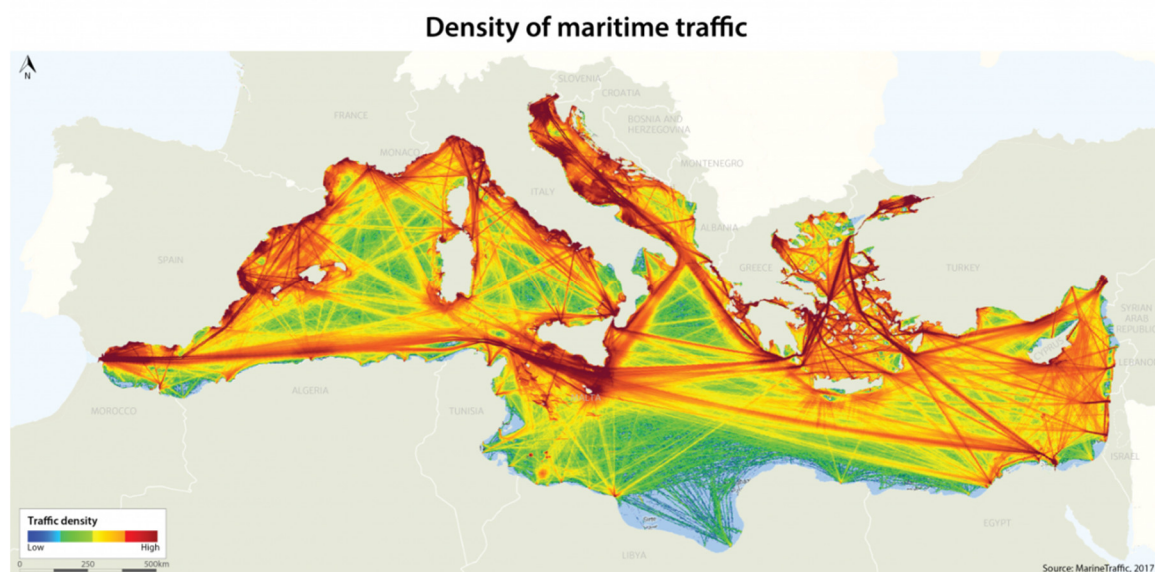 Density of maritime traffic
N
SLOVENIA
CROATIA
FRANCE
BOSNIA AND
HERZEGOVINA
MONACO
MONTENEGRO
ITALY
ALBANIA
SPAIN
GREECE
TURKEY
SYRIAN
ARAB
REPUBLIC
CYPRUS
LEBANON
ALGERIA
MOROCCO
TUNISIA
MALTA
ISRAEL
EGYPT
LIBYA
Traffic density
Low High
0 250 500km
Source: MarineTraffic, 2017